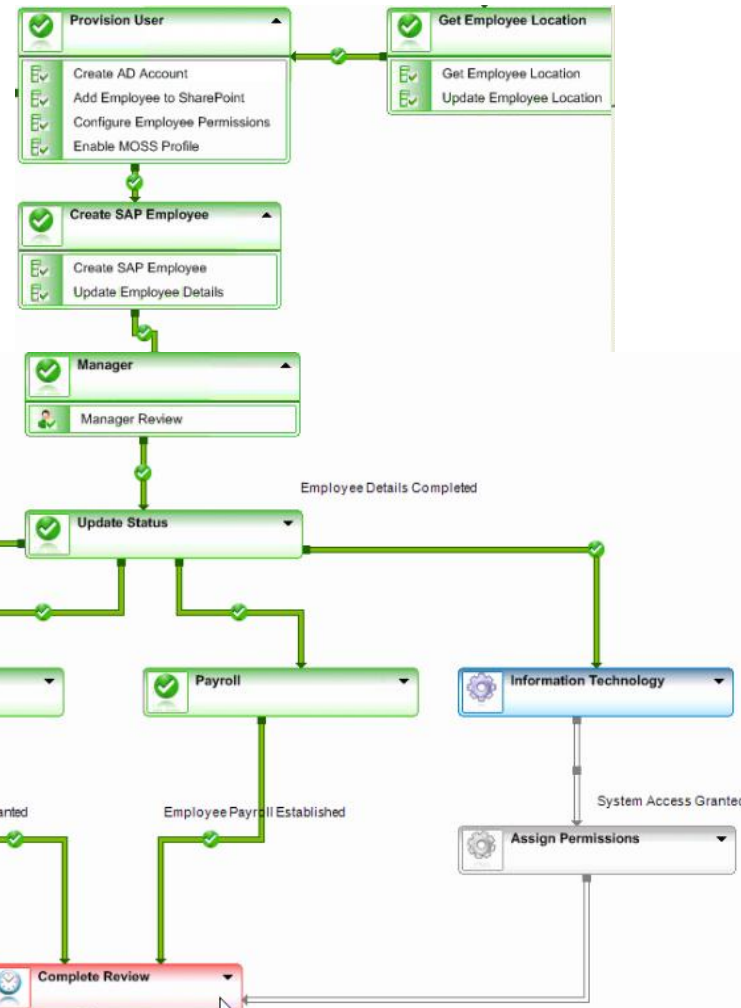 Provision User
Create AD Account
Add Employee to SharePoint
Configure Employee Permissions
Enable MOSS Profile
Get Employee Location
Get Employee Location
Update Employee Location
Create SAP Employee
Create SAP Employee
Update Employee Details
Manager
Manager Review
Employee Details Completed
Update Status
Payroll
Information Technology
anted
Employee Payroll Established
System Access Granted
Assign Permissions
Complete Review